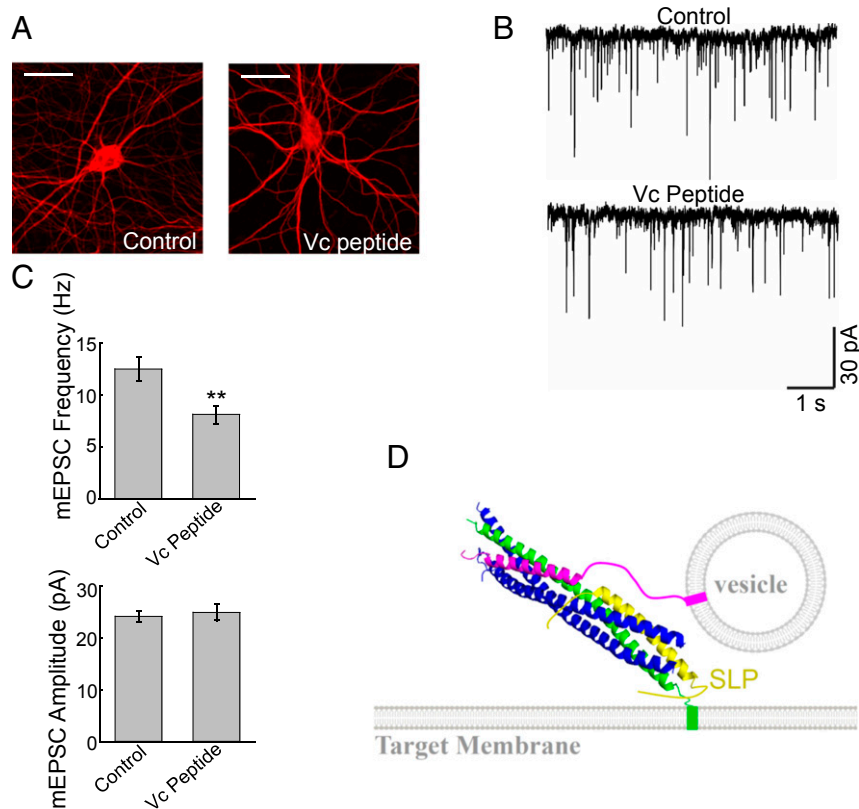 A
Control
Vc peptide
B
Control
Vc Peptide
30 pA
1 s
C
mEPSC Frequency (Hz)
15
10
5
0
**
Control
Vc Peptide
mEPSC Amplitude (pA)
30
20
10
0
Control
Vc Peptide
D
vesicle
SLP
Target Membrane